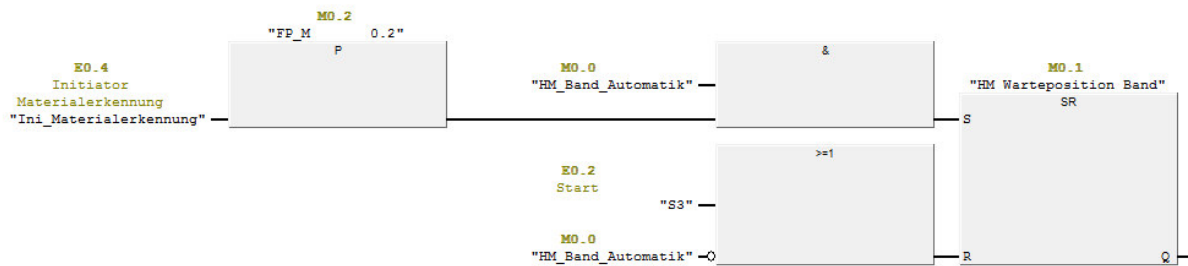 M0.2
"FP_M 0.2"
P
E0.4
Initiator
Materialerkennung
"Ini_Materialerkennung"
M0.0
"HM_Band_Automatik"
&
E0.2
Start
"S3"
M0.0
"HM_Band_Automatik"
>=1
M0.1
"HM Warteposition Band"
SR
S
R
Q